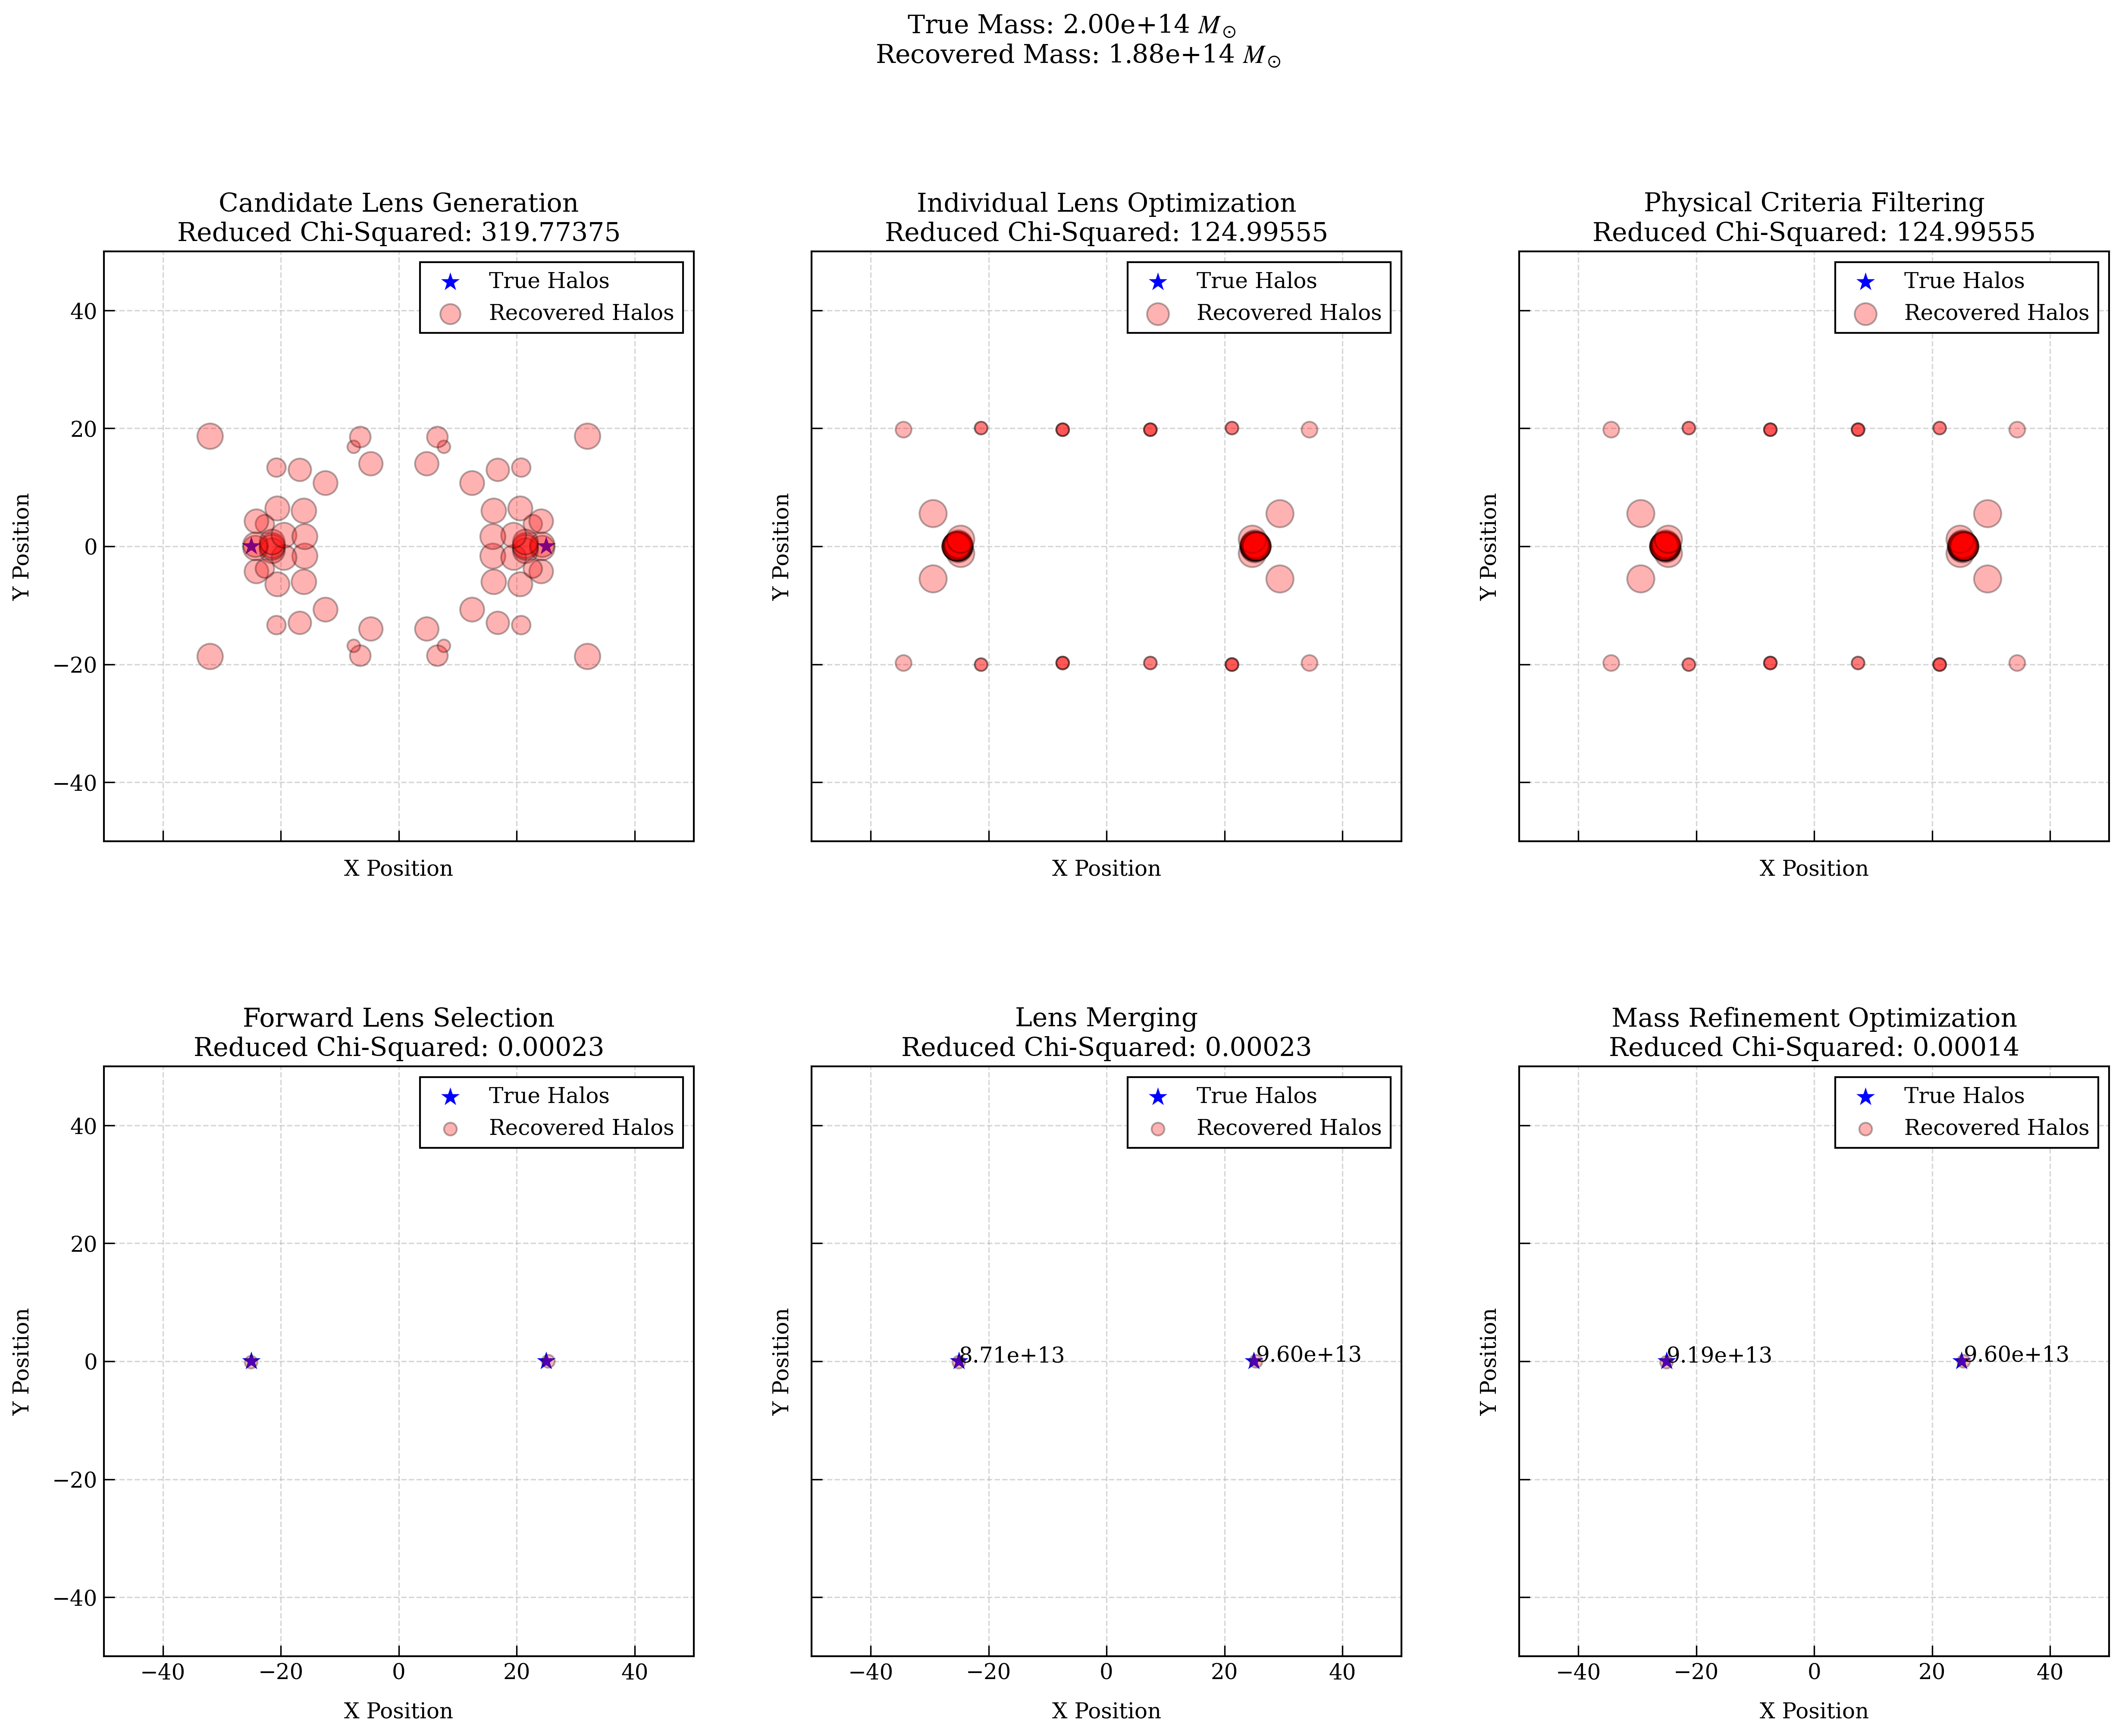 True Mass: 2.00e+14 M⊙
Recovered Mass: 1.88e+14 M⊙
Candidate Lens Generation
Reduced Chi-Squared: 319.77375
True Halos
Recovered Halos
40
20
0
−20
−40
Y Position
X Position
Individual Lens Optimization
Reduced Chi-Squared: 124.99555
True Halos
Recovered Halos
Y Position
X Position
Physical Criteria Filtering
Reduced Chi-Squared: 124.99555
True Halos
Recovered Halos
Y Position
X Position
Forward Lens Selection
Reduced Chi-Squared: 0.00023
True Halos
Recovered Halos
40
20
0
−20
−40
Y Position
−40 −20 0 20 40
X Position
Lens Merging
Reduced Chi-Squared: 0.00023
True Halos
Recovered Halos
8.71e+13 9.60e+13
Y Position
−40 −20 0 20 40
X Position
Mass Refinement Optimization
Reduced Chi-Squared: 0.00014
True Halos
Recovered Halos
9.19e+13 9.60e+13
Y Position
−40 −20 0 20 40
X Position